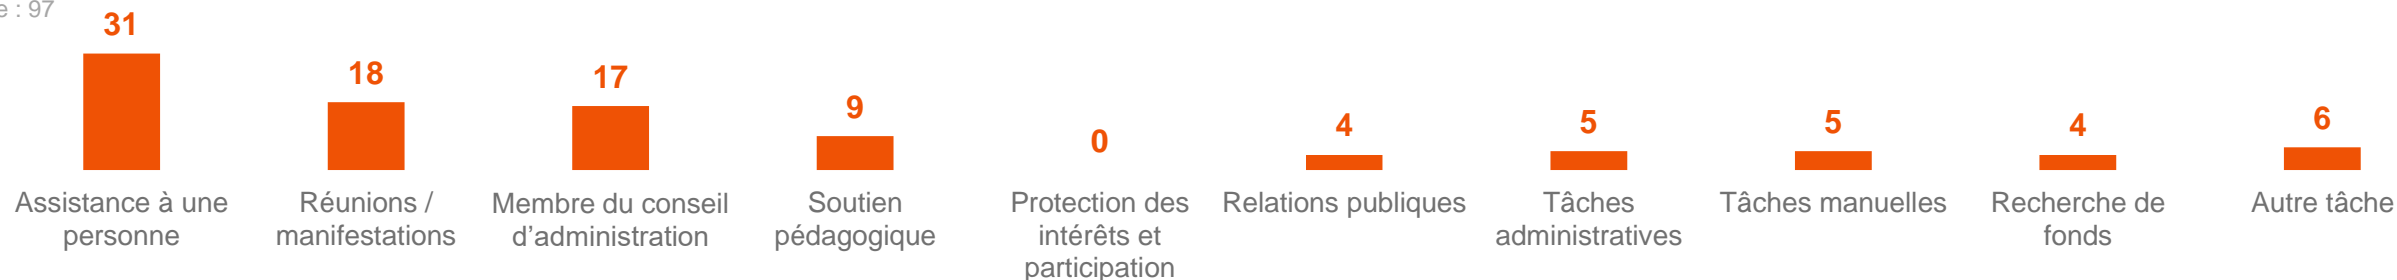 : 97
31
18
17
9
0
4
5
5
4
6
Assistance à une
personne
Réunions /
manifestations
Membre du conseil
d’administration
Soutien
pédagogique
Protection des
intérêts et
participation
Relations publiques
Tâches
administratives
Tâches manuelles
Recherche de
fonds
Autre tâche